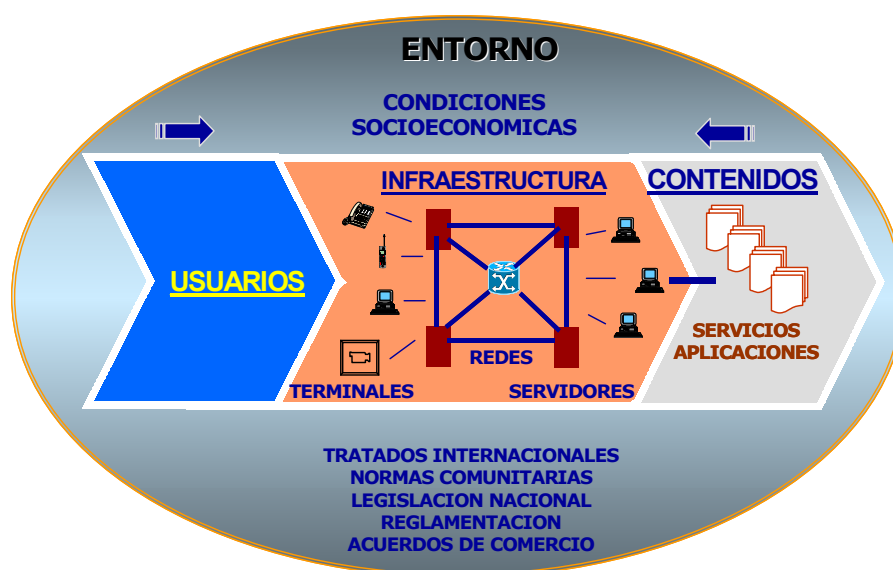 ENTORNO
CONDICIONES
SOCIOECONOMICAS
USUARIOS
INFRAESTRUCTURA
TERMINALES
REDES
SERVIDORES
CONTENIDOS
SERVICIOS
APLICACIONES
TRATADOS INTERNACIONALES
NORMAS COMUNITARIAS
LEGISLACION NACIONAL
REGLAMENTACION
ACUERDOS DE COMERCIO